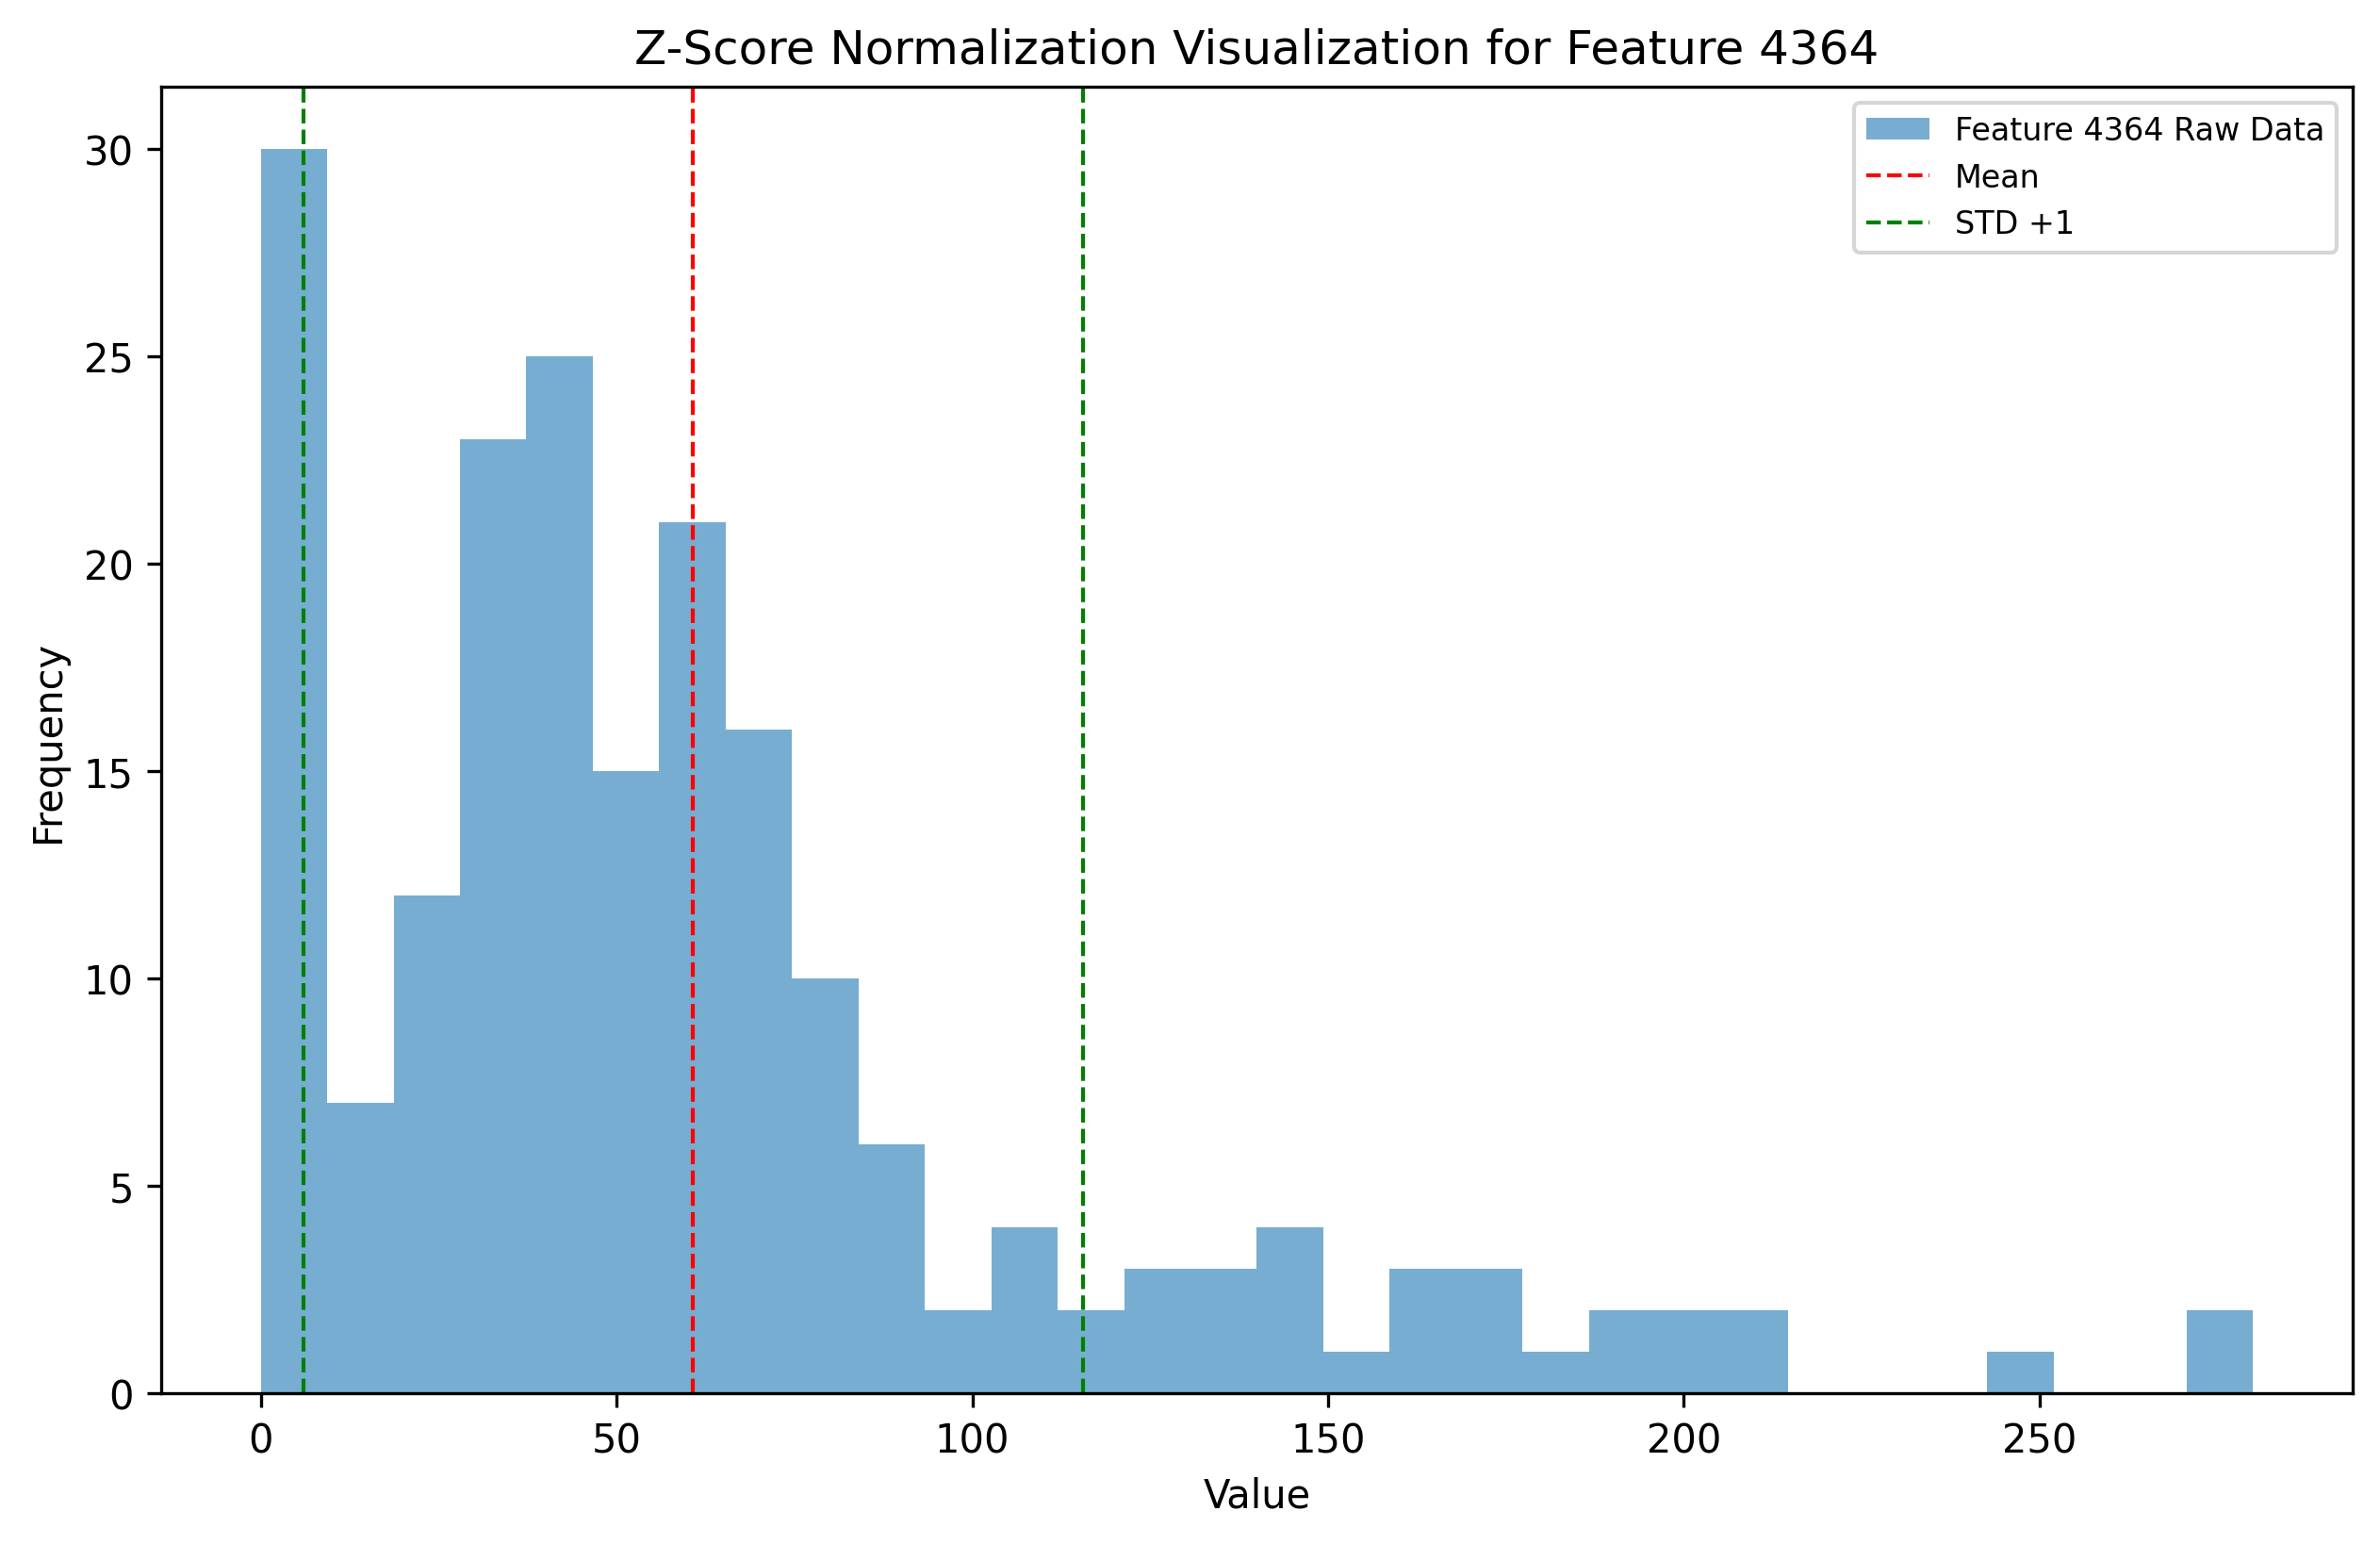 Z-Score Normalization Visualization for Feature 4364
Feature 4364 Raw Data
Mean
STD +1
30
25
20
15
10
5
0
Frequency
0 50 100 150 200 250
Value